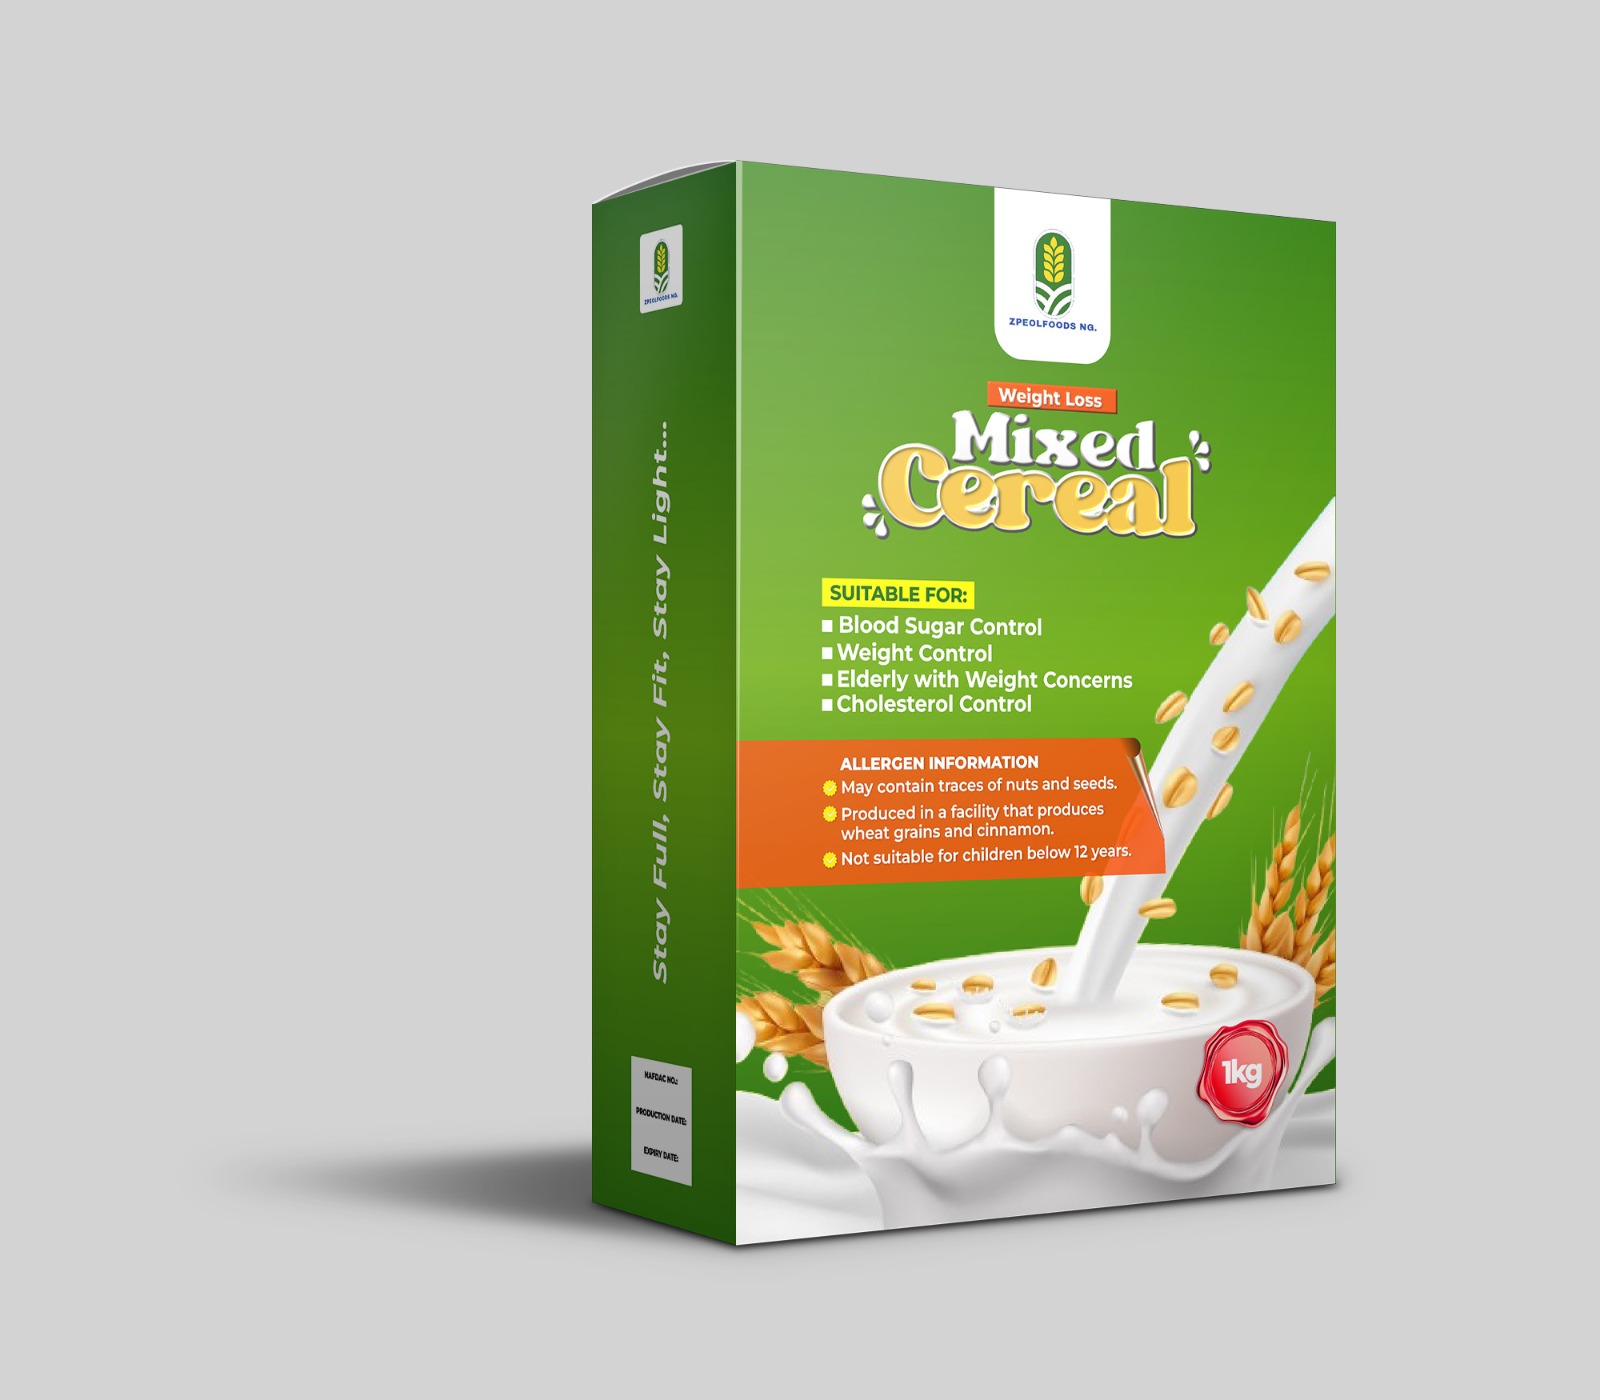 ZPEOLFOODS NG.
Stay Full, Stay Fit, Stay Light...
NAFDAC NO.:
PRODUCTION DATE:
EXPIRY DATE:
ZPEOLFOODS NG.
Weight Loss
Mixed
Cereal
SUITABLE FOR:
Blood Sugar Control
Weight Control
Elderly with Weight Concerns
Cholesterol Control
ALLERGEN INFORMATION
May contain traces of nuts and seeds.
Produced in a facility that produces
wheat grains and cinnamon.
Not suitable for children below 12 years.
1kg